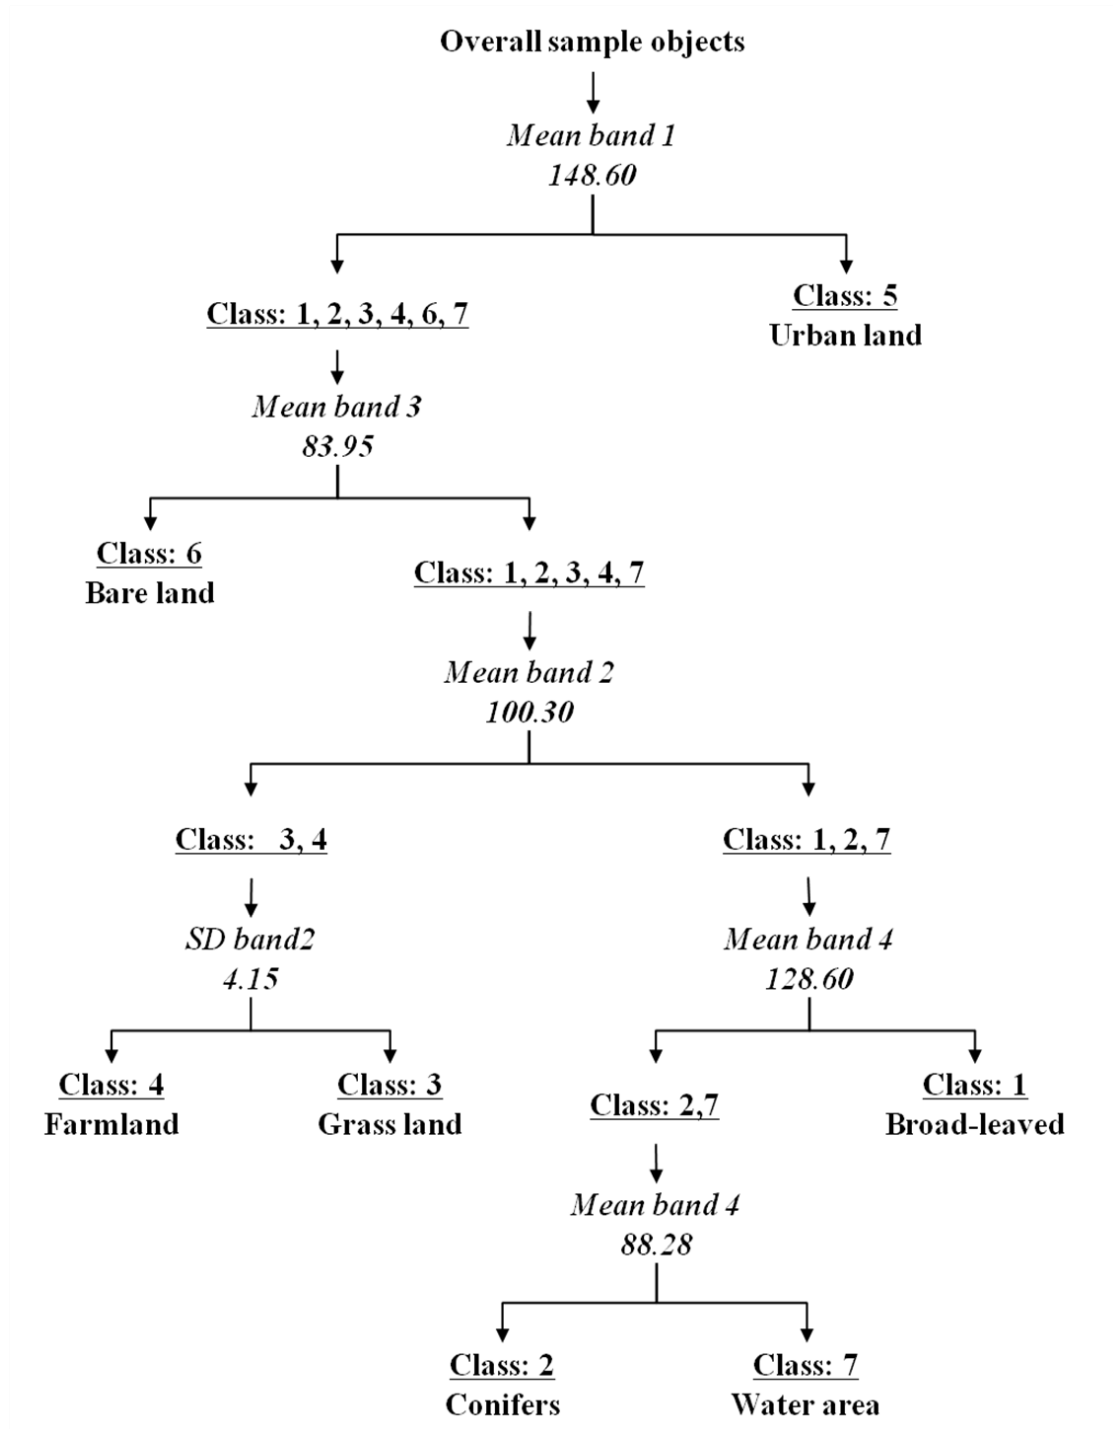 Overall sample objects
Mean band 1
148.60
Class: 1, 2, 3, 4, 6, 7
Class: 5
Urban land
Mean band 3
83.95
Class: 6
Bare land
Class: 1, 2, 3, 4, 7
Mean band 2
100.30
Class: 3, 4
Class: 1, 2, 7
SD band2
4.15
Mean band 4
128.60
Class: 4
Farmland
Class: 3
Grass land
Class: 2,7
Class: 1
Broad-leaved
Mean band 4
88.28
Class: 2
Conifers
Class: 7
Water area